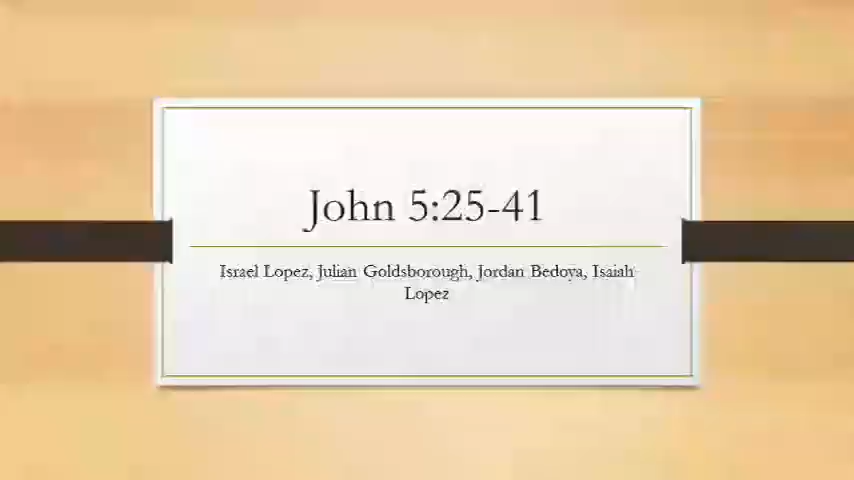 John 5:25-41
Israel Lopez, Julian Goldsborough, Jordan Bedoya, Isaiah
Lopez